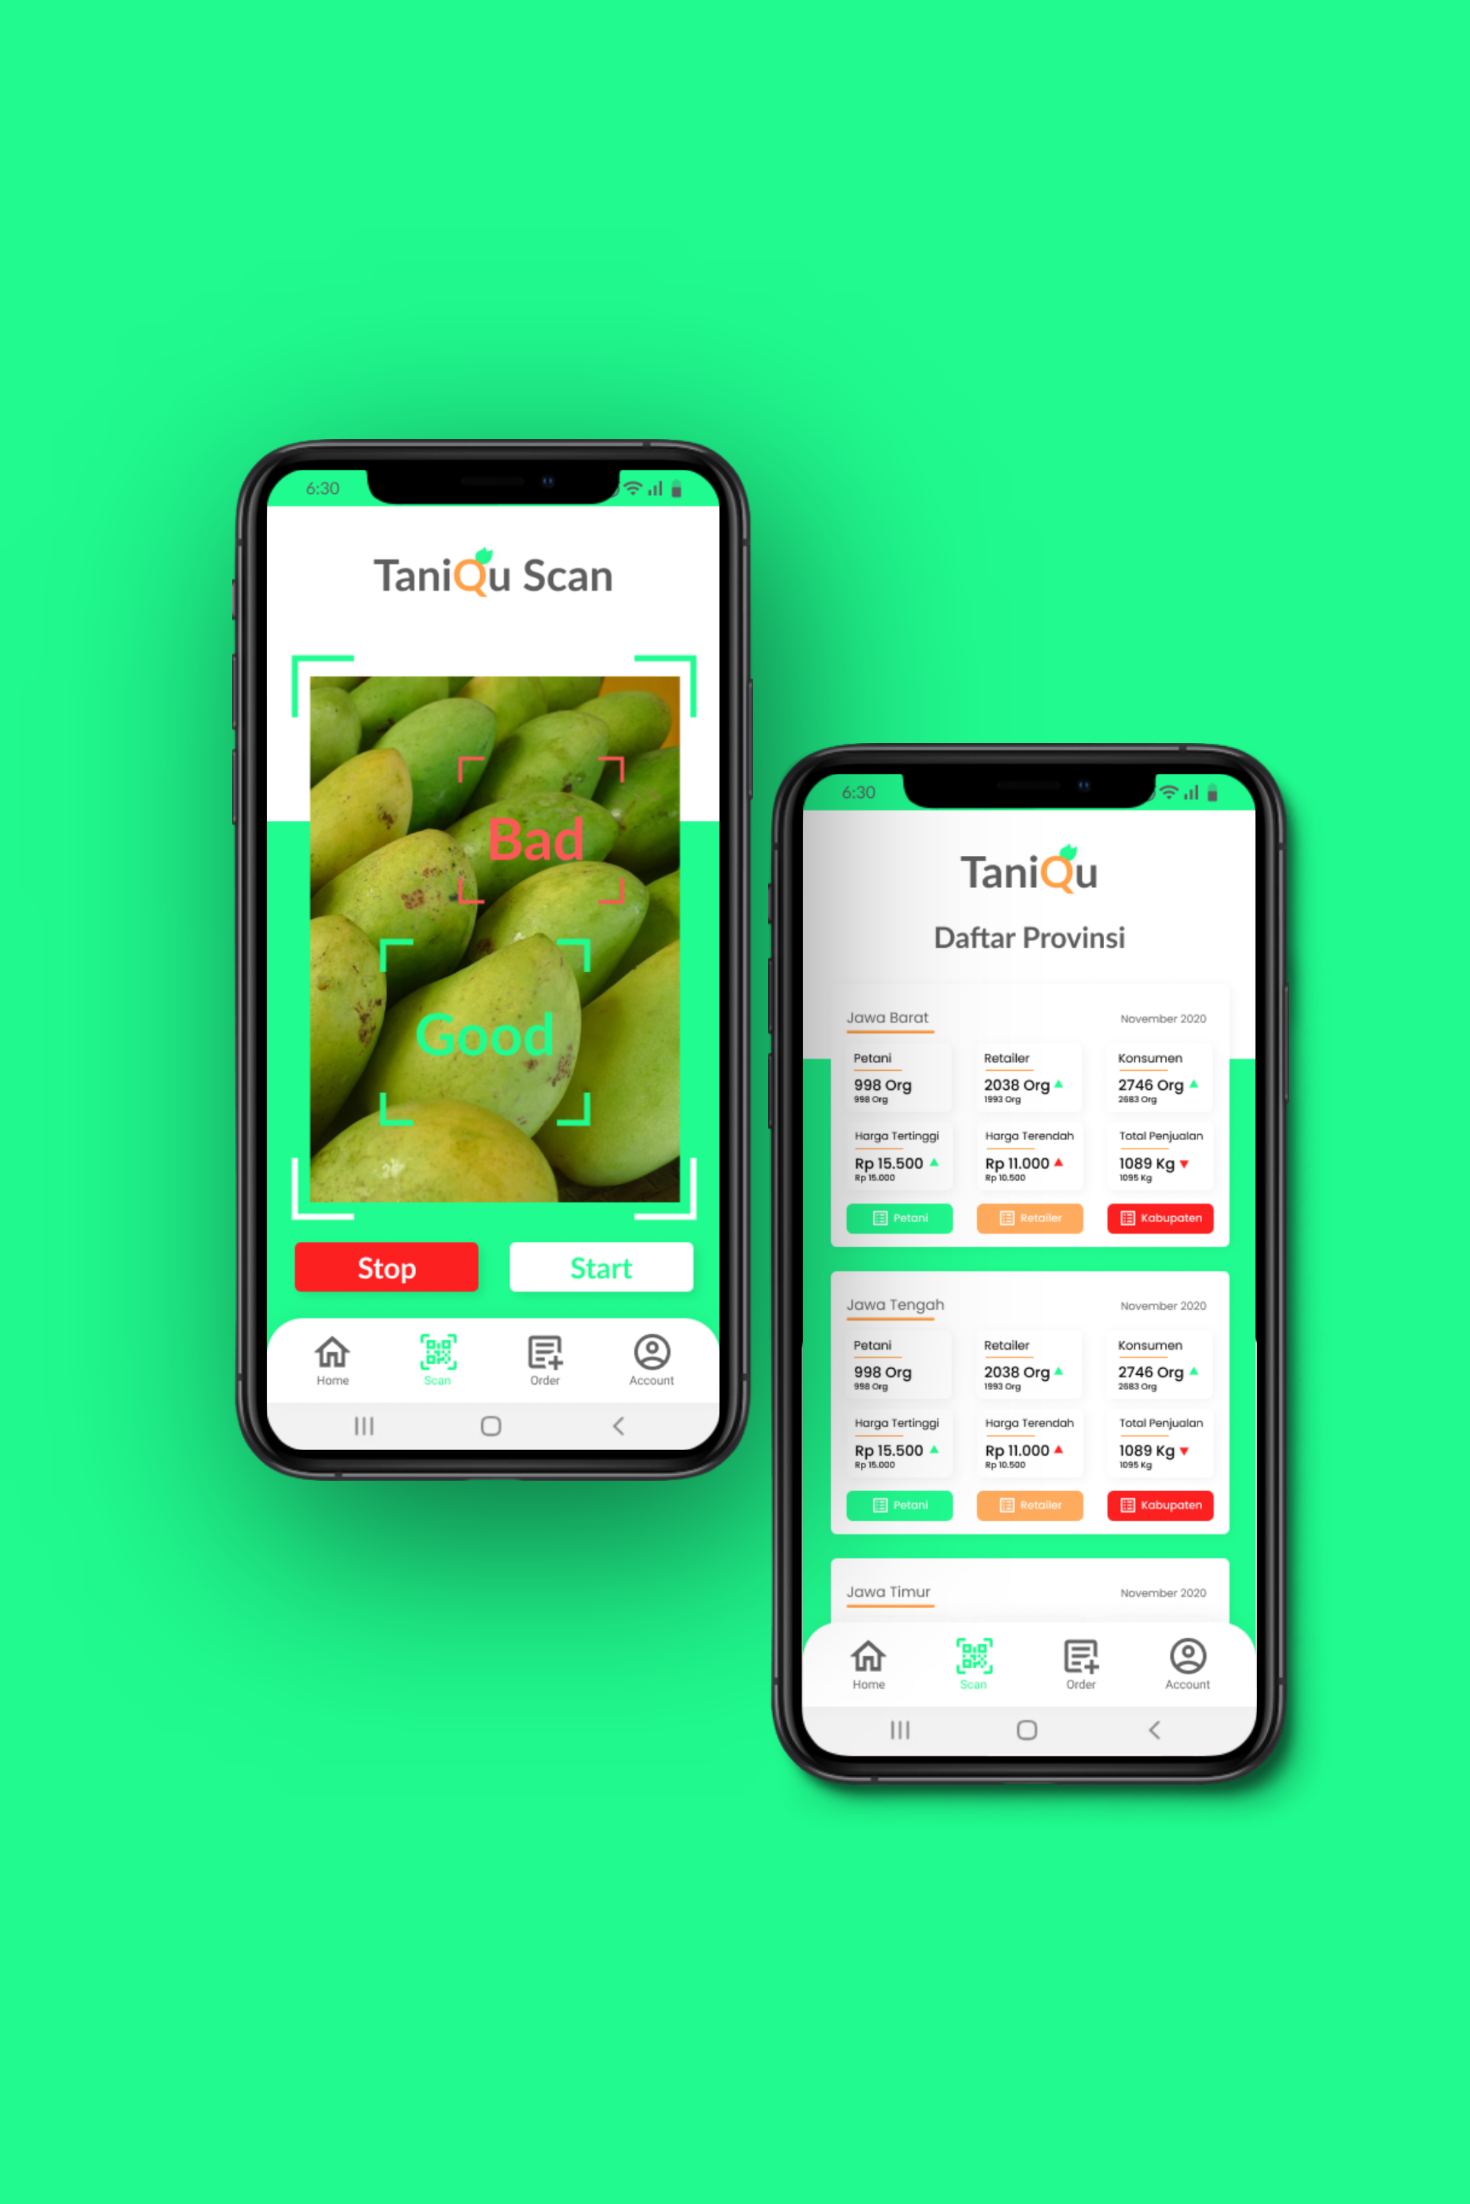 6:30
TaniQu Scan
Bad
Good
Stop
Start
Home
Scan
Order
Account
6:30
TaniQu
Daftar Provinsi
Jawa Barat
November 2020
Petani
Retailer
Konsumen
998 Org
2038 Org
2746 Org
998 Org
1993 Org
2683 Org
Harga Tertinggi
Harga Terendah
Total Penjualan
Rp 15.500
Rp 11.000
1089 Kg
Rp 15.000
Rp 10.500
1095 Kg
Petani
Retailer
Kabupaten
Jawa Tengah
November 2020
Petani
Retailer
Konsumen
998 Org
2038 Org
2746 Org
998 Org
1993 Org
2683 Org
Harga Tertinggi
Harga Terendah
Total Penjualan
Rp 15.500
Rp 11.000
1089 Kg
Rp 15.000
Rp 10.500
1095 Kg
Petani
Retailer
Kabupaten
Jawa Timur
November 2020
Home
Scan
Order
Account